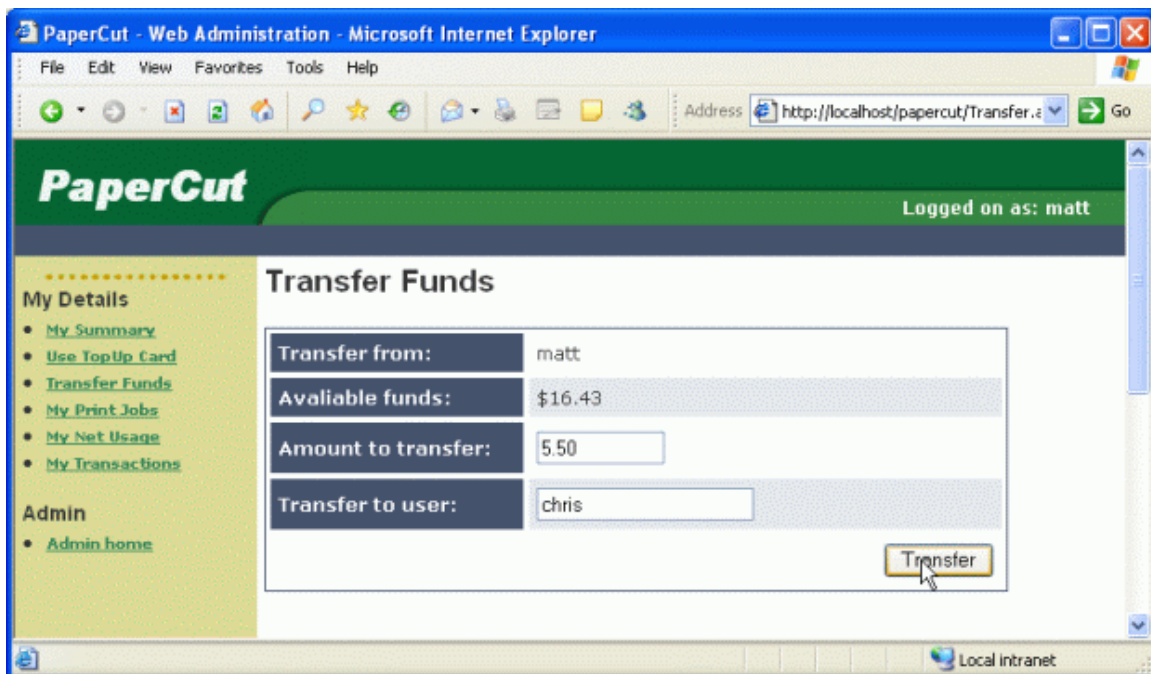 PaperCut - Web Administration - Microsoft Internet Explorer
File Edit View Favorites Tools Help
Address http://localhost/papercut/Transfer.a Go
PaperCut
Logged on as: matt
My Details
My Summary
Use TopUp Card
Transfer Funds
My Print Jobs
My Net Usage
My Transactions
Admin
Admin home
Transfer Funds
Transfer from: matt
Avaliable funds: $16.43
Amount to transfer: 5.50
Transfer to user: chris
Transfer
Local intranet